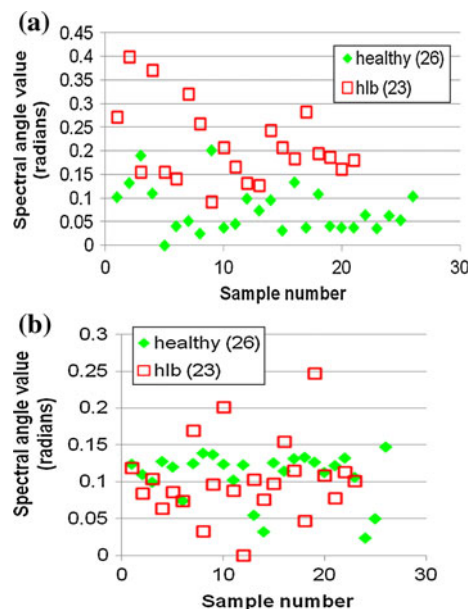 (a)
0.45
0.4
0.35
0.3
0.25
0.2
0.15
0.1
0.05
0
Spectral angle value
(radians)
healthy (26)
hlb (23)
0 10 20 30
Sample number
(b)
0.3
0.25
0.2
0.15
0.1
0.05
0
Spectral angle value
(radians)
healthy (26)
hlb (23)
0 10 20 30
Sample number